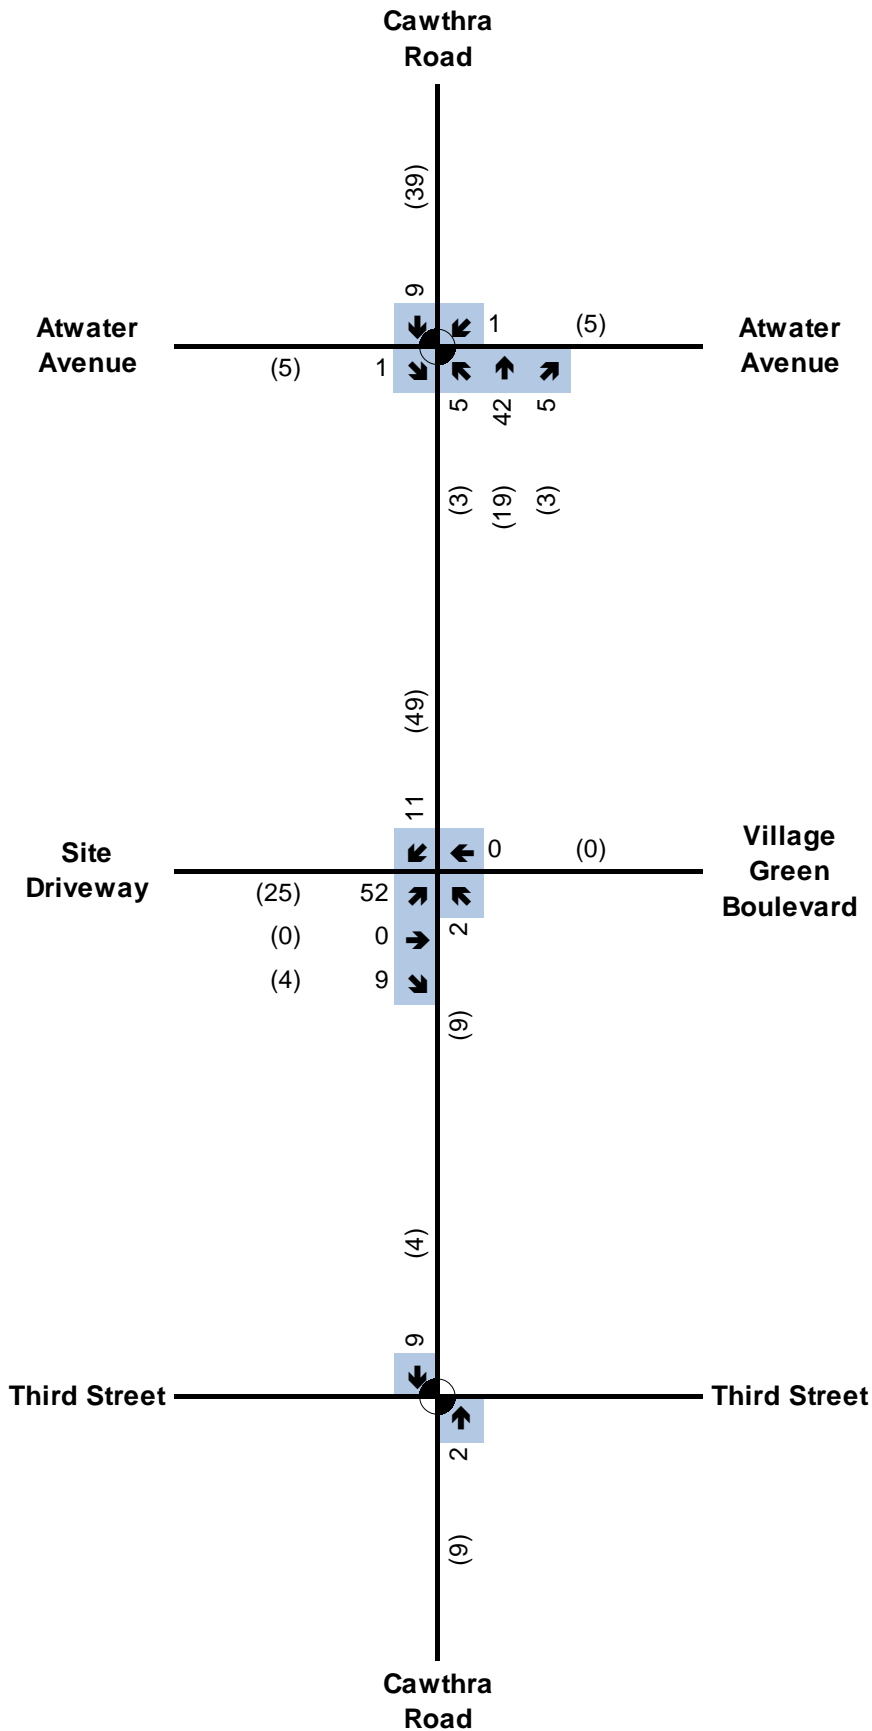 Cawthra
Road
(39)
9
Atwater
Avenue
1
(5)
Atwater
Avenue
(5)
1
5
42
5
(3)
(19)
(3)
(49)
11
Site
Driveway
0
(0)
Village
Green
Boulevard
(25)
52
2
(0)
0
(4)
9
(9)
(4)
9
Third Street
Third Street
2
(9)
Cawthra
Road